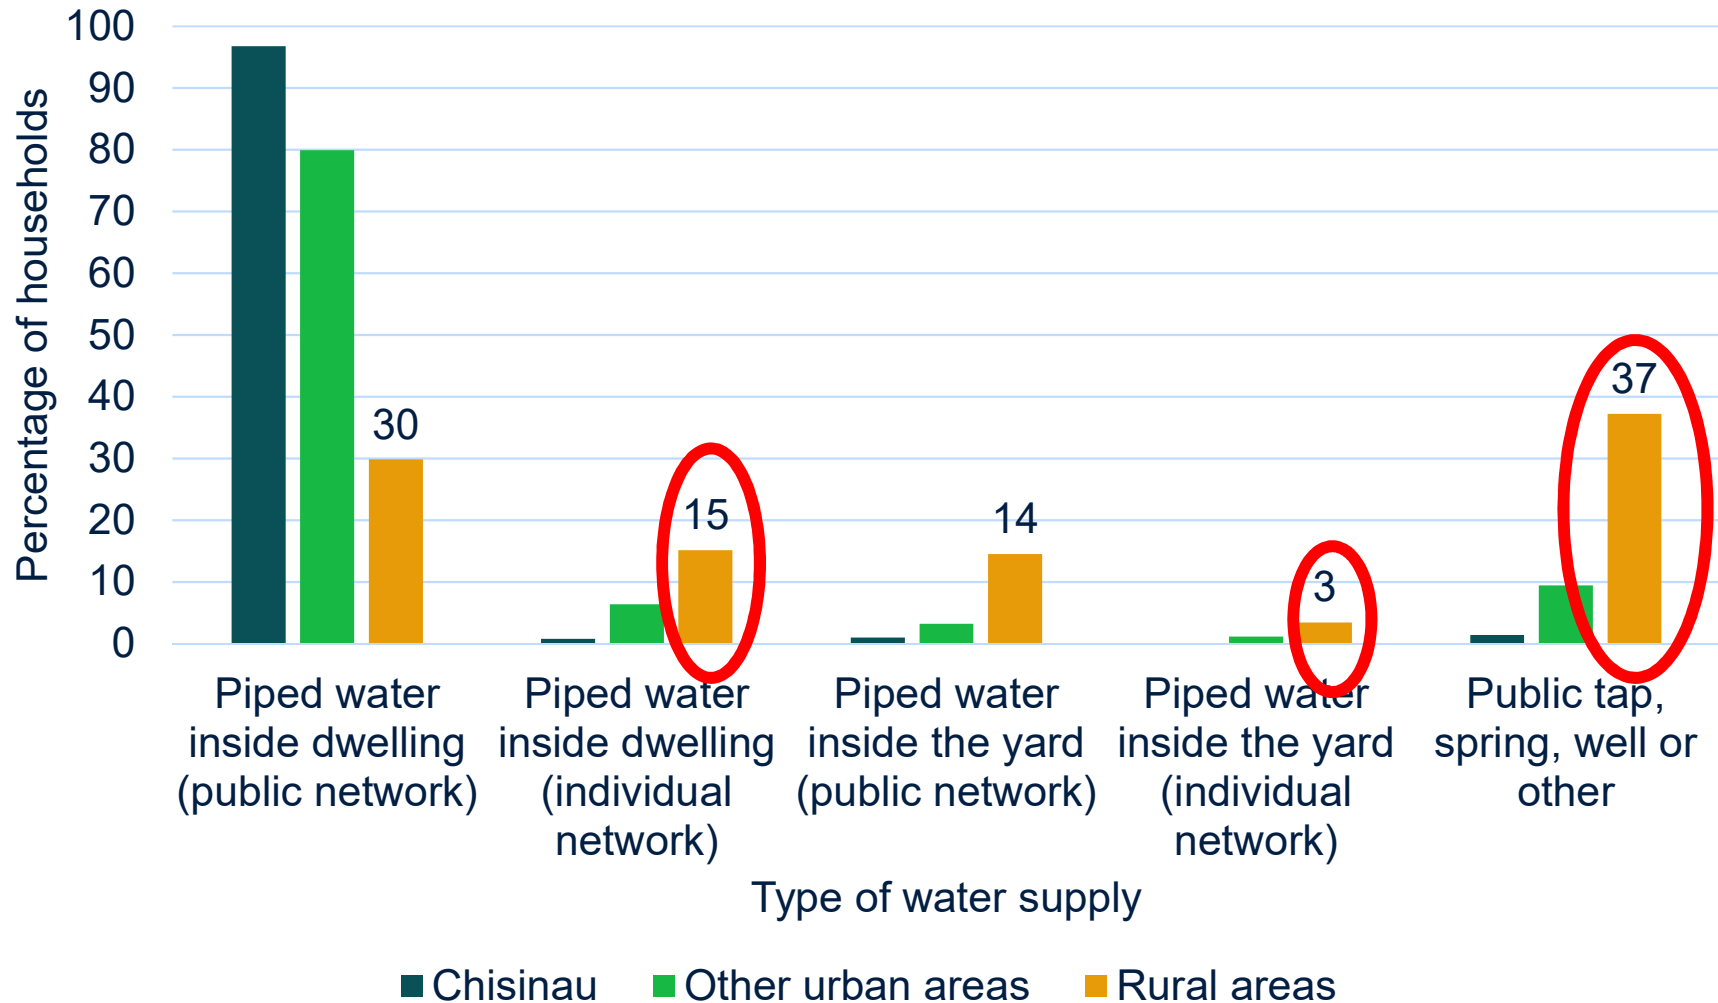 Percentage of households
100
90
80
70
60
50
40
30
20
10
0
30
15
14
3
37
Piped water
inside dwelling
(public network)
Piped water
inside dwelling
(individual
network)
Piped water
inside the yard
(public network)
Piped water
inside the yard
(individual
network)
Public tap,
spring, well or
other
Type of water supply
Chisinau
Other urban areas
Rural areas